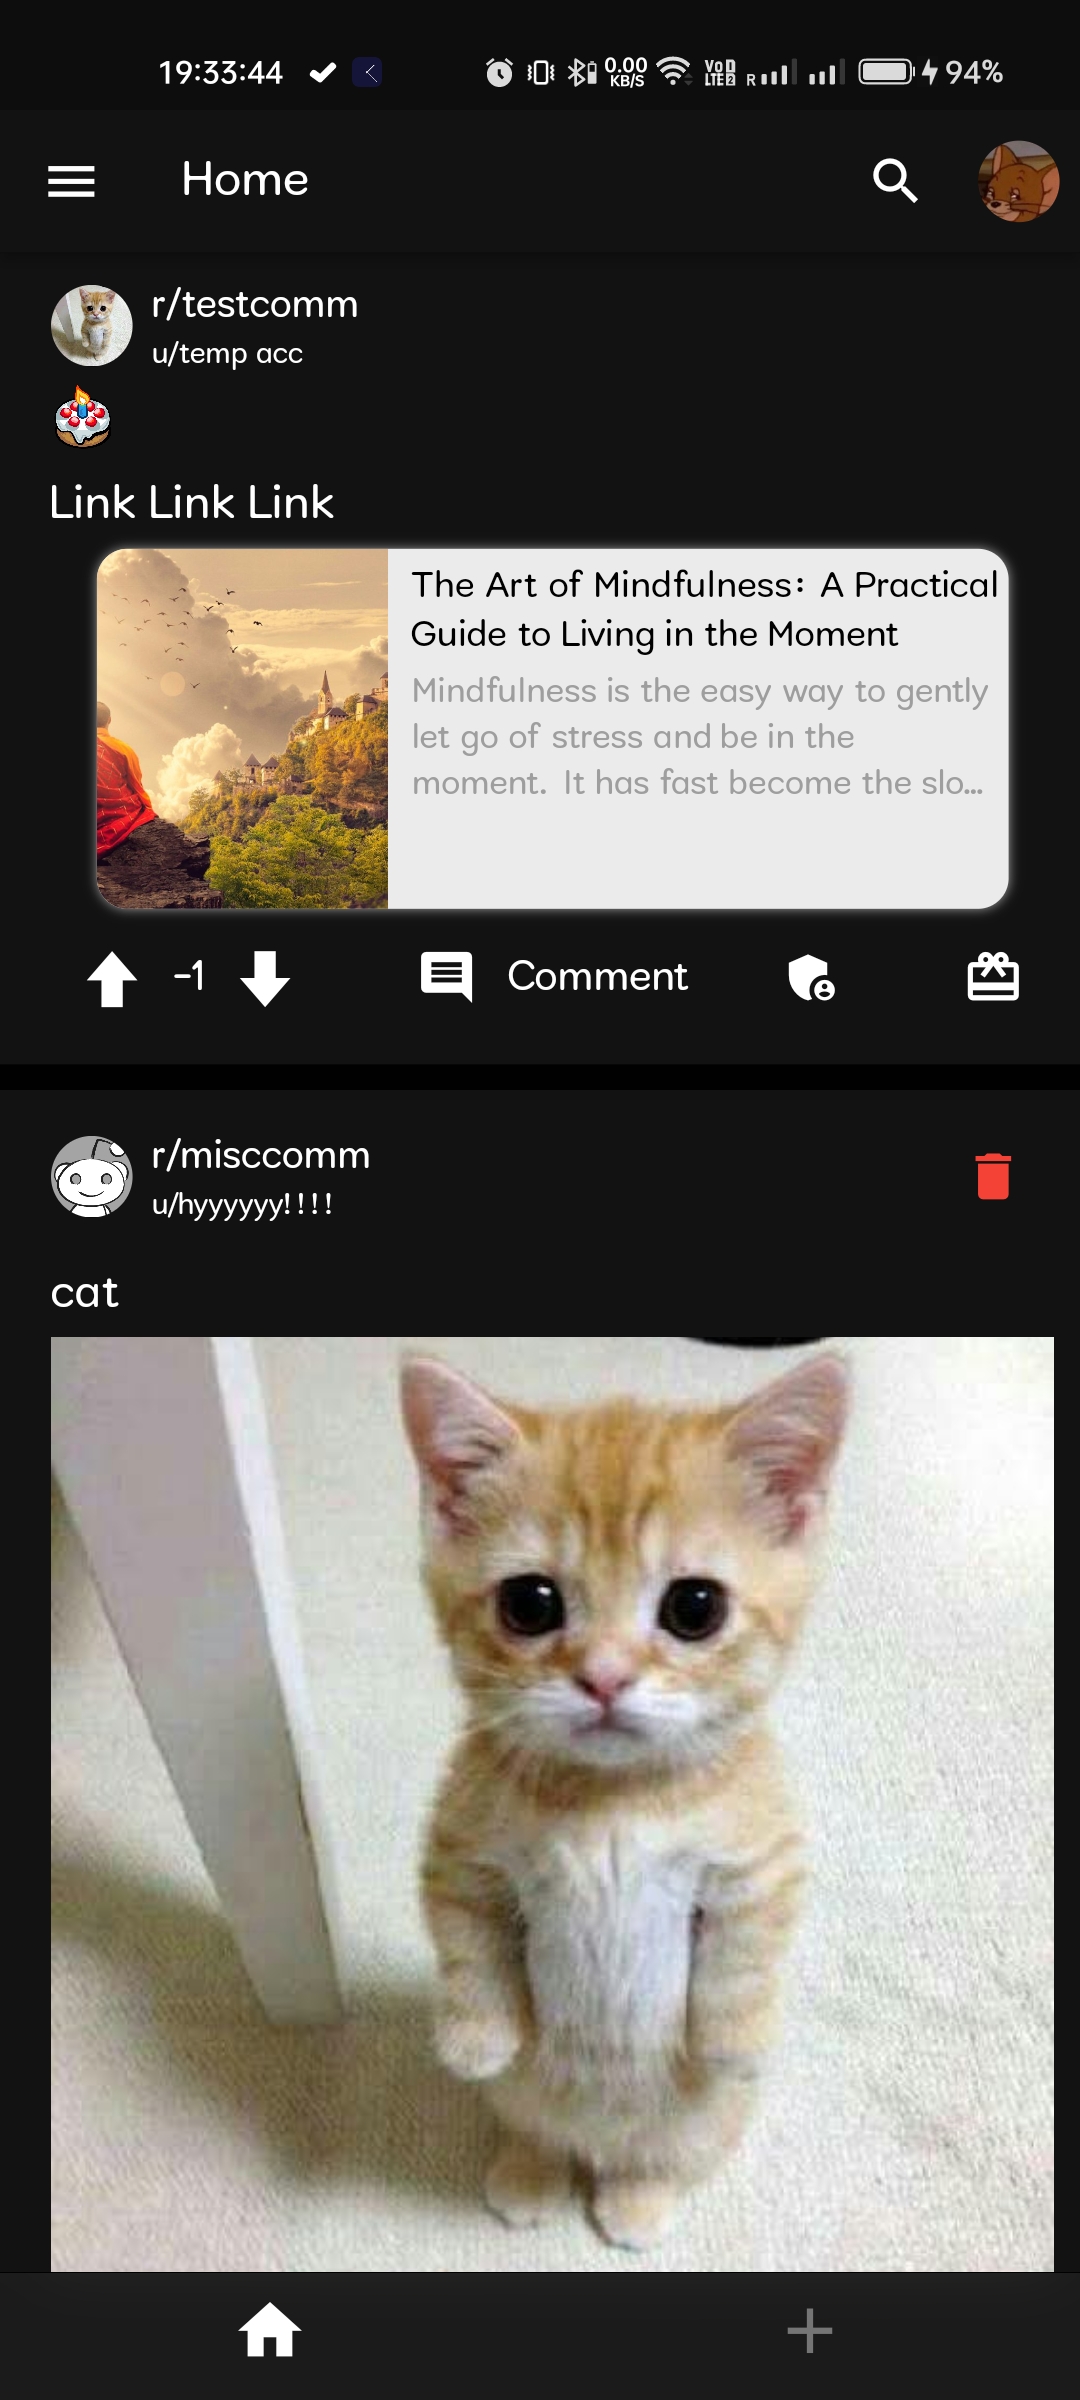 19:33:44 0.00 KB/S VoD LTE2 R 94%
Home
r/testcomm
u/temp acc
Link Link Link
The Art of Mindfulness: A Practical
Guide to Living in the Moment
Mindfulness is the easy way to gently
let go of stress and be in the
moment. It has fast become the slo...
-1 Comment
r/misccomm
u/hyyyyyy!!!!
cat